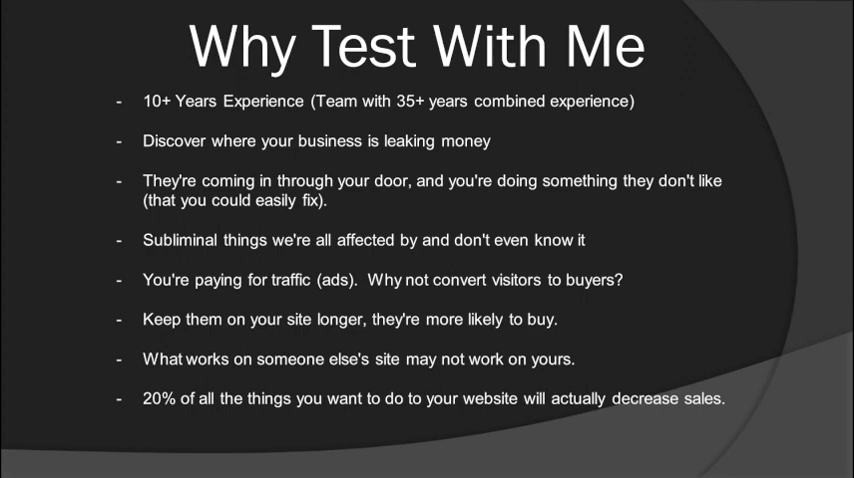 Why Test With Me
- 10+ Years Experience (Team with 35+ years combined experience)
- Discover where your business is leaking money
- They're coming in through your door, and you're doing something they don't like
(that you could easily fix).
- Subliminal things we're all affected by and don't even know it
- You're paying for traffic (ads).  Why not convert visitors to buyers?
- Keep them on your site longer, they're more likely to buy.
- What works on someone else's site may not work on yours.
- 20% of all the things you want to do to your website will actually decrease sales.